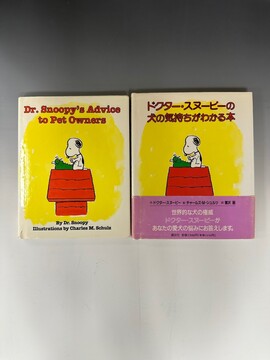 Dr. Snoopy's Advice
to Pet Owners
By Dr. Snoopy
Illustrations by Charles M. Schulz
ドクター・スヌーピーの
犬の気持ちがわかる本
世界的な犬の権威
ドクター・スヌーピーが
あなたの愛犬の悩みにお答えします。